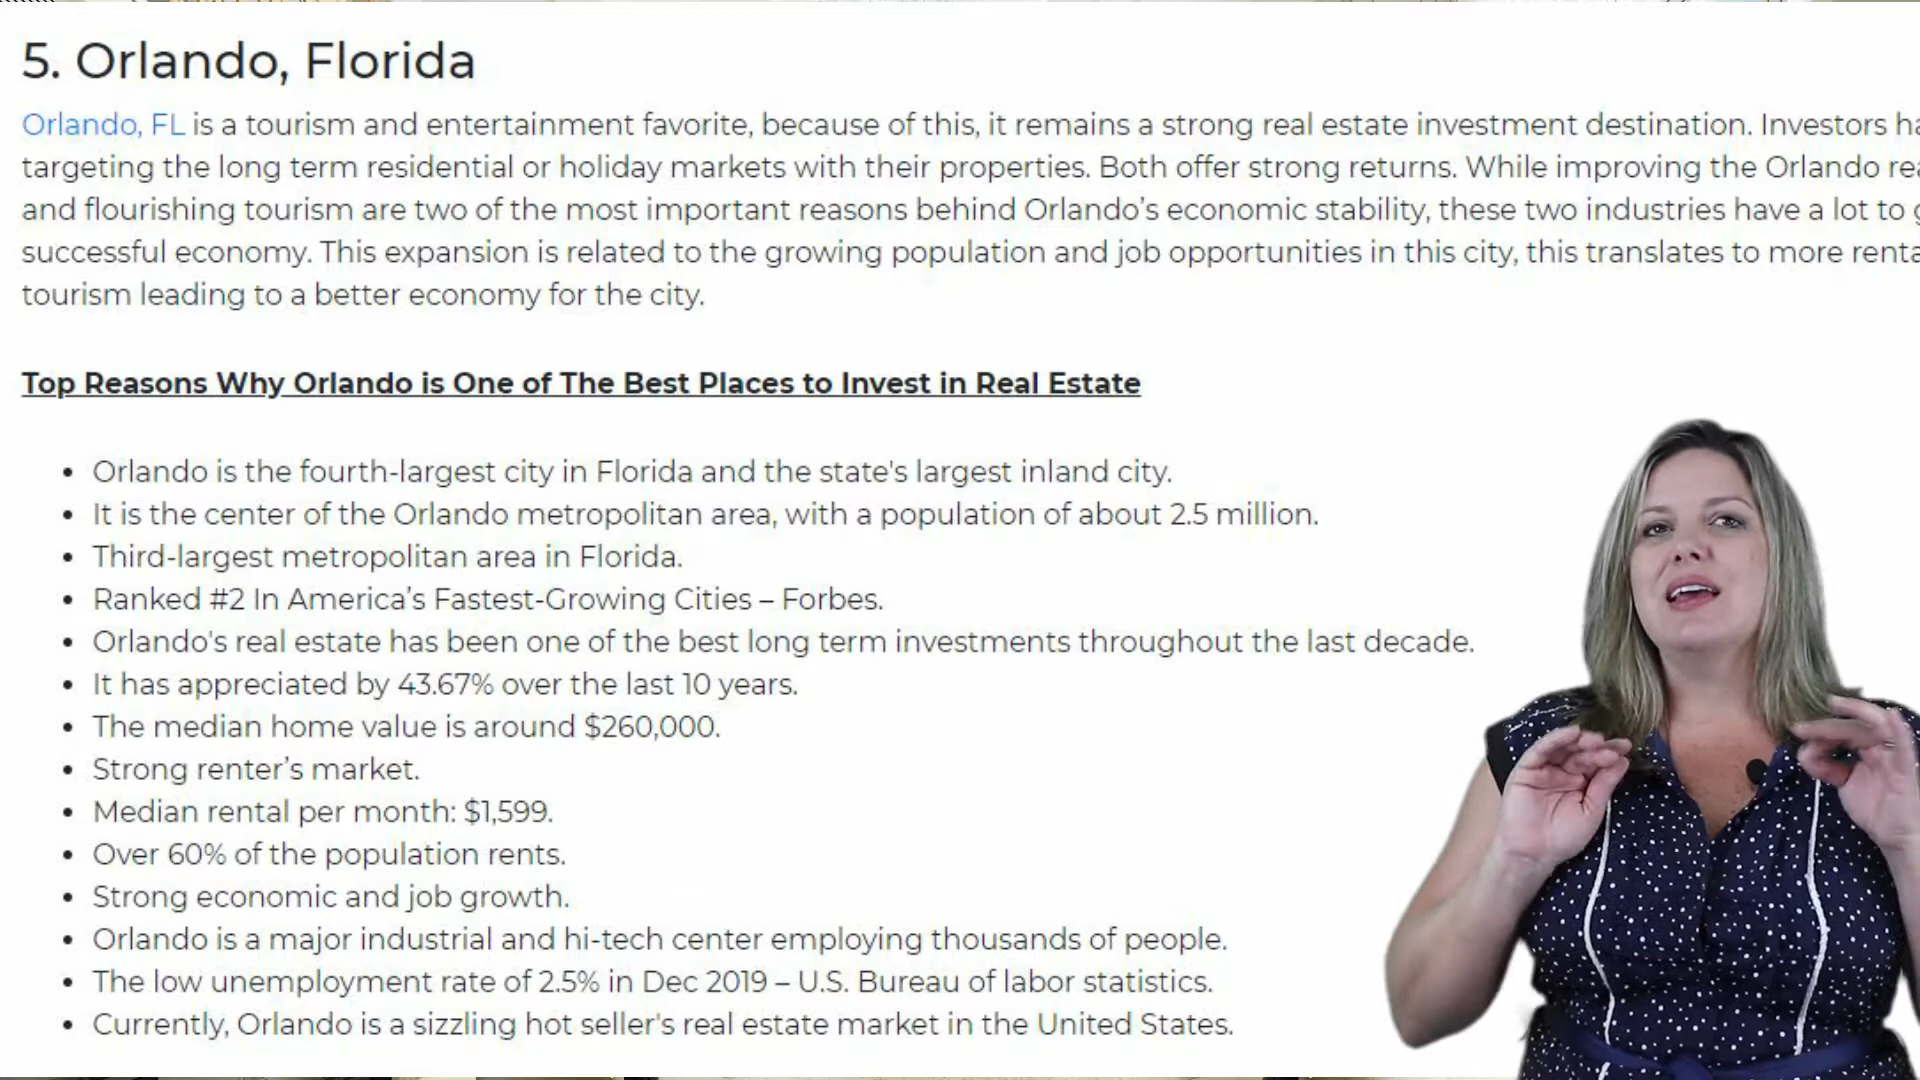 5. Orlando, Florida
Orlando, FL is a tourism and entertainment favorite, because of this, it remains a strong real estate investment destination. Investors
targeting the long term residential or holiday markets with their properties. Both offer strong returns. While improving the Orlando
and flourishing tourism are two of the most important reasons behind Orlando’s economic stability, these two industries have a lot to
successful economy. This expansion is related to the growing population and job opportunities in this city, this translates to more
tourism leading to a better economy for the city.
Top Reasons Why Orlando is One of The Best Places to Invest in Real Estate
• Orlando is the fourth-largest city in Florida and the state's largest inland city.
• It is the center of the Orlando metropolitan area, with a population of about 2.5 million.
• Third-largest metropolitan area in Florida.
• Ranked #2 In America’s Fastest-Growing Cities – Forbes.
• Orlando's real estate has been one of the best long term investments throughout the last decade.
• It has appreciated by 43.67% over the last 10 years.
• The median home value is around $260,000.
• Strong renter’s market.
• Median rental per month: $1,599.
• Over 60% of the population rents.
• Strong economic and job growth.
• Orlando is a major industrial and hi-tech center employing thousands of people.
• The low unemployment rate of 2.5% in Dec 2019 – U.S. Bureau of labor statistics.
• Currently, Orlando is a sizzling hot seller's real estate market in the United States.